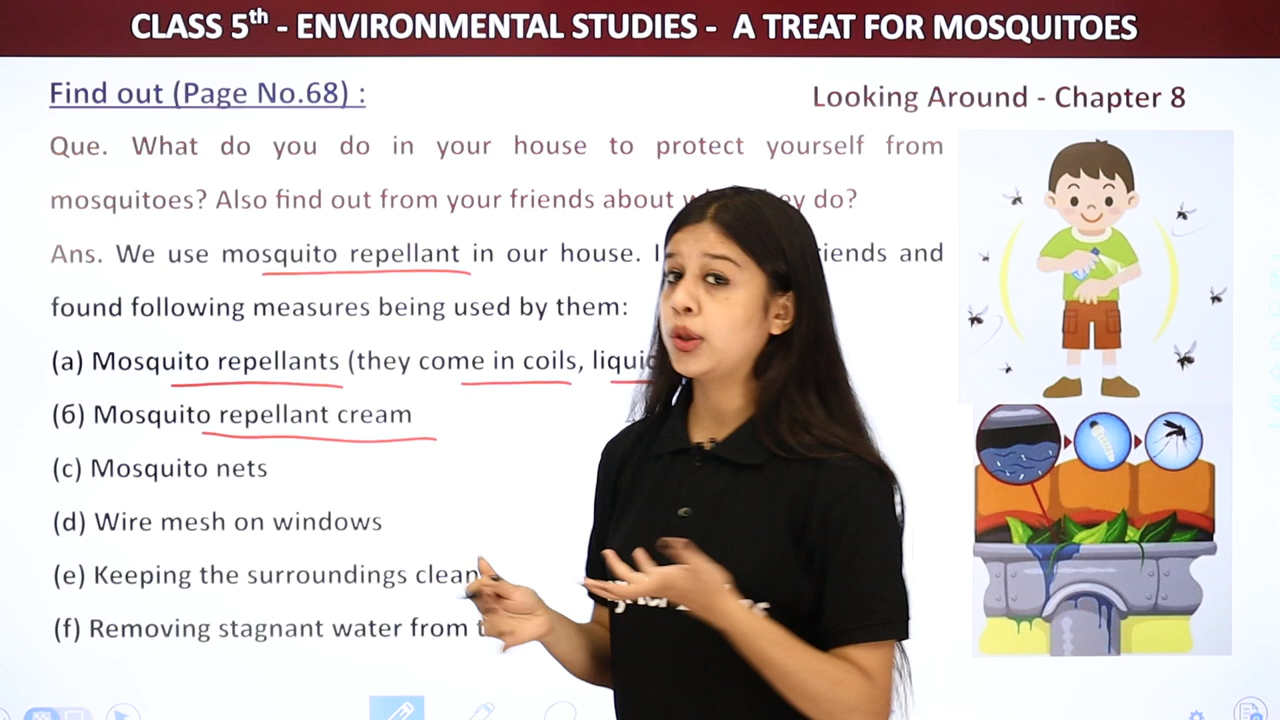 CLASS 5th - ENVIRONMENTAL STUDIES - A TREAT FOR MOSQUITOES
Find out (Page No.68) :
Looking Around - Chapter 8
Que. What do you do in your house to protect yourself from
mosquitoes? Also find out from your friends about do?
Ans. We use mosquito repellant in our house. and
found following measures being used by them:
(a) Mosquito repellants (they come in coils,
(б) Mosquito repellant cream
(c) Mosquito nets
(d) Wire mesh on windows
(e) Keeping the surroundings clean
(f) Removing stagnant water from